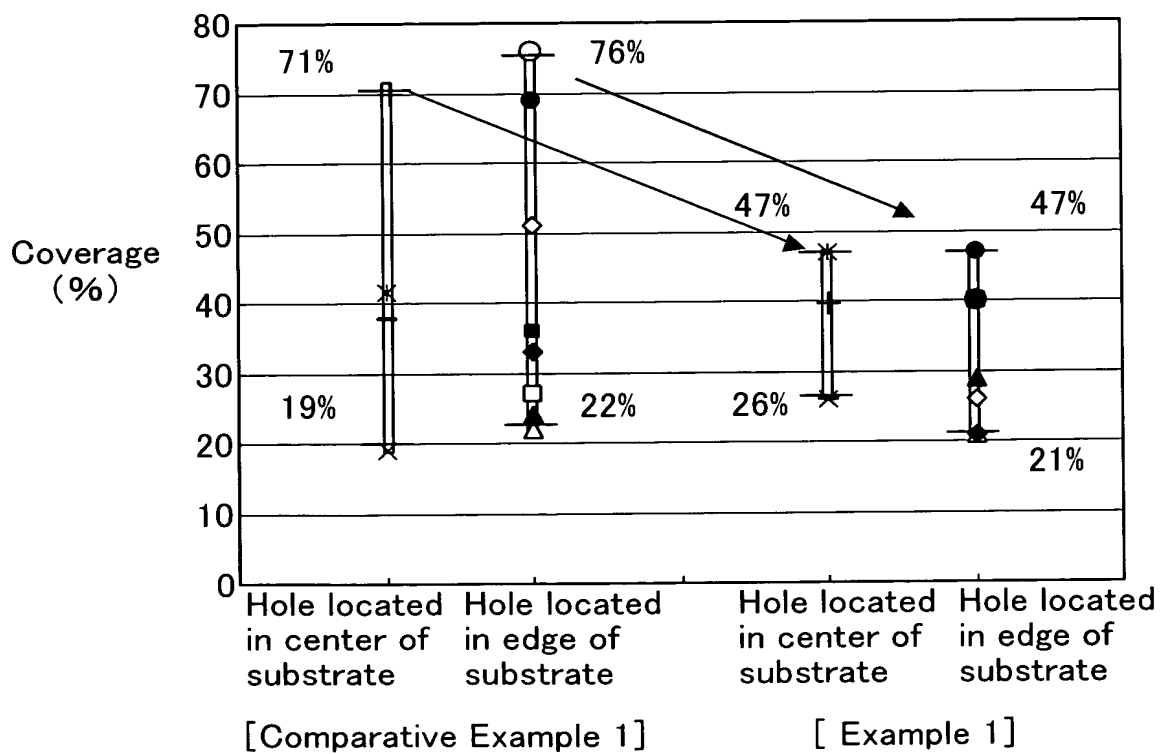 80
70
60
50
40
30
20
10
0
Coverage
(%)
71%
76%
47%
47%
19%
22%
26%
21%
Hole located
in center of
substrate
Hole located
in edge of
substrate
Hole located
in center of
substrate
Hole located
in edge of
substrate
[Comparative Example 1]
[ Example 1]